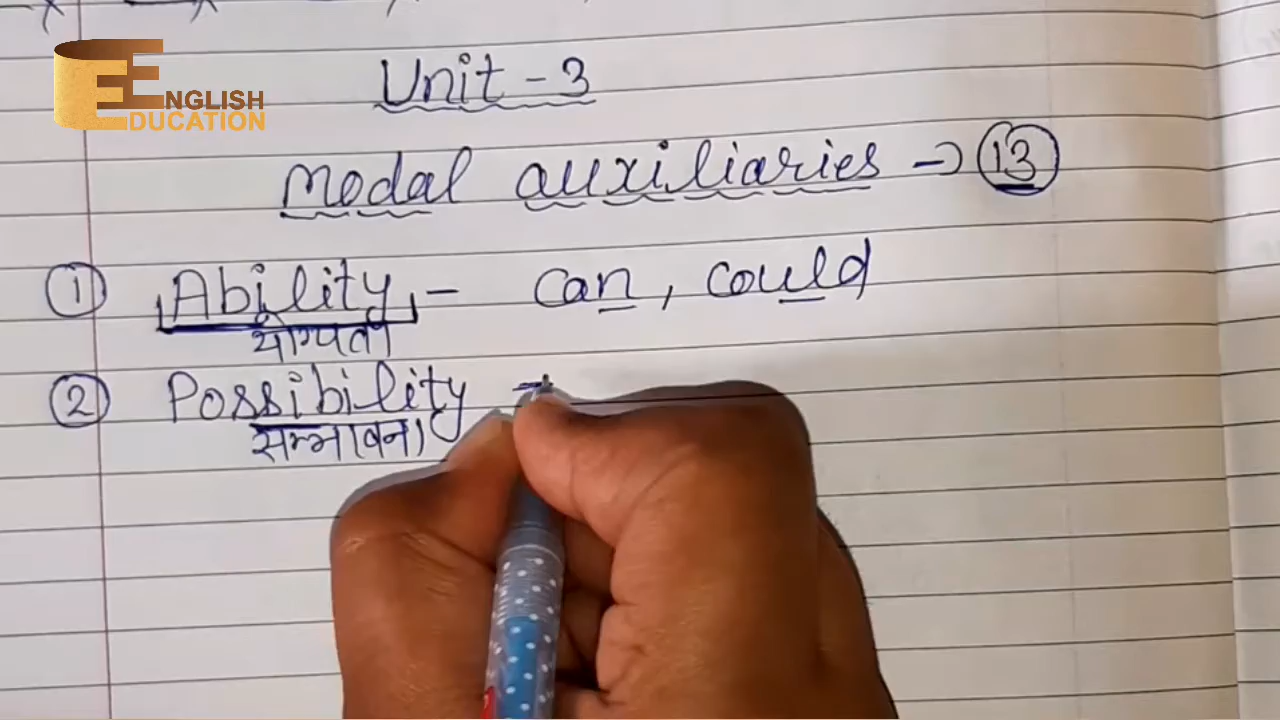 ENGLISH
EDUCATION
Unit - 3
Modal auxiliaries → 13
1 Ability - can, could
योग्यता
2 Possibility -
सम्भावना